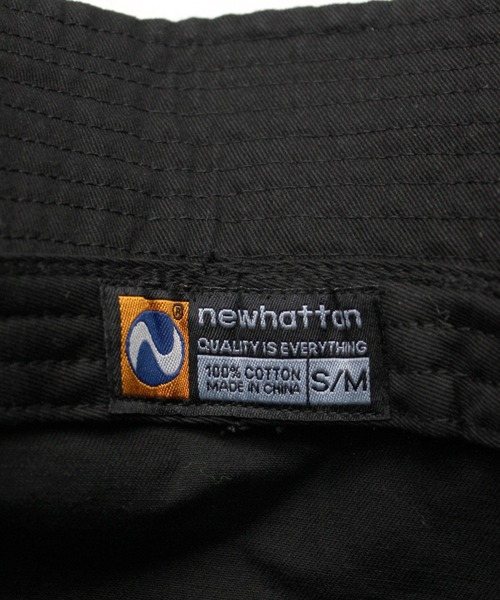 ®
newhattan
QUALITY IS EVERYTHING
100% COTTON
MADE IN CHINA
S/M